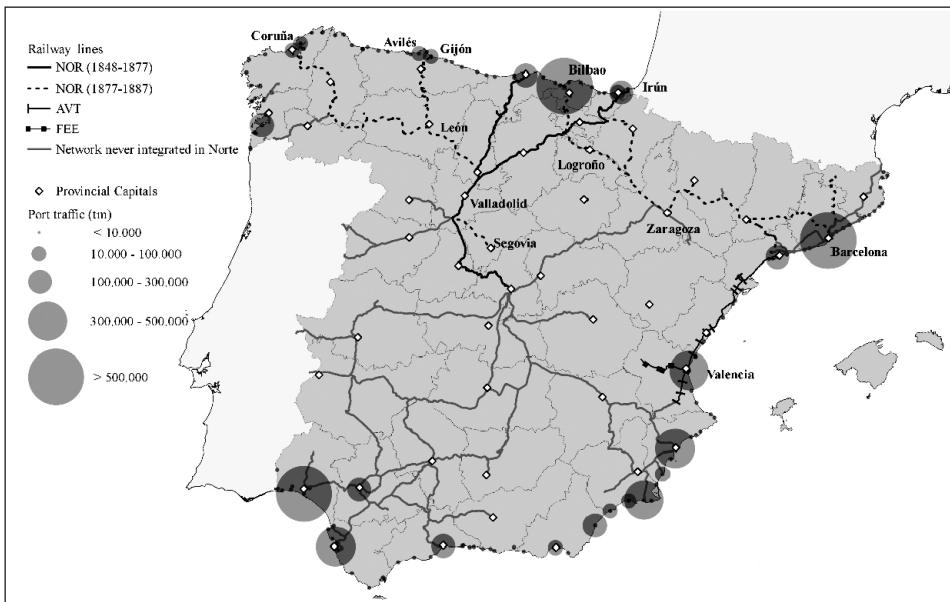 Railway lines
NOR (1848-1877)
NOR (1877-1887)
AVT
FEE
Network never integrated in Norte
Provincial Capitals
Port traffic (tm)
< 10.000
10,000 - 100,000
100,000 - 300,000
300,000 - 500,000
> 500,000
Coruña
Avilés
Gijón
Bilbao
Irún
León
Logroño
Valladolid
Segovia
Zaragoza
Barcelona
Valencia